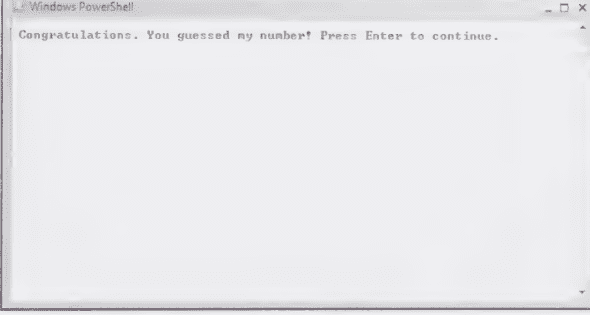 Windows PowerShell
Congratulations. You guessed my number! Press Enter to continue.